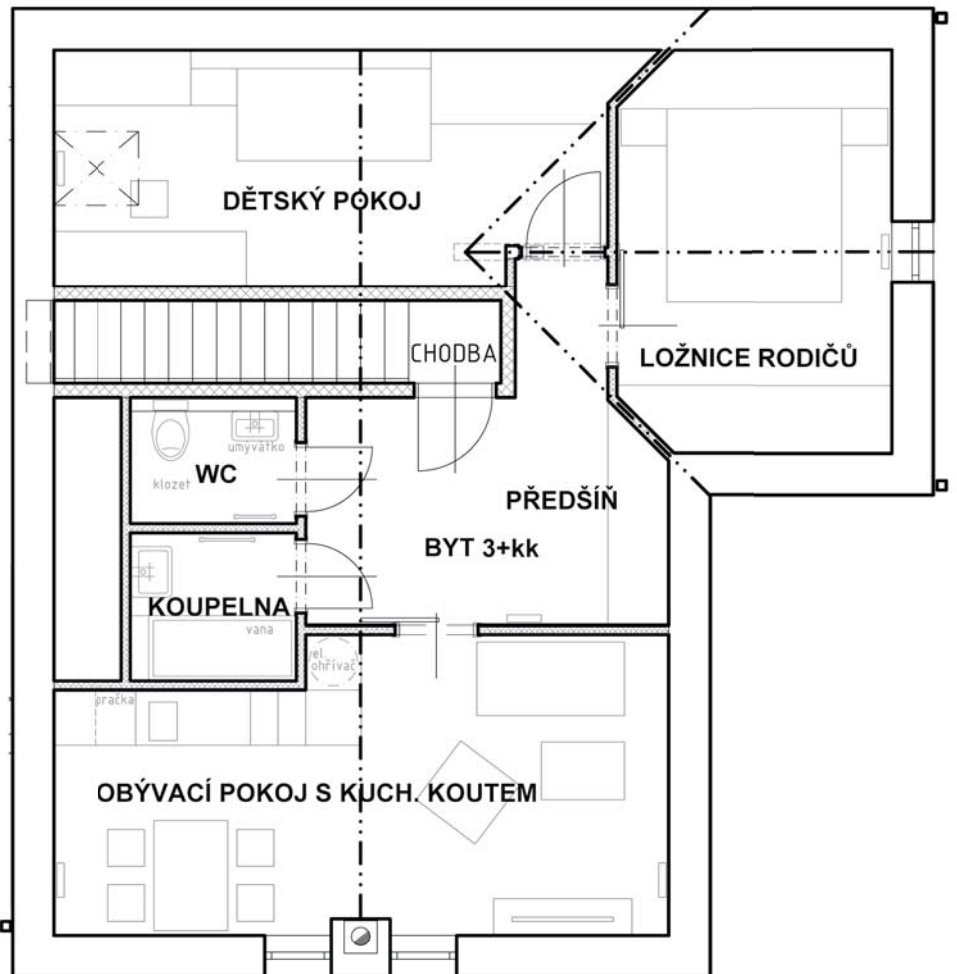 DĚTSKÝ POKOJ
CHODBA
LOŽNICE RODIČŮ
umývátko
WC
klozet
PŘEDSÍŇ
BYT 3+kk
KOUPELNA
vana
el.
ohřívač
pračka
OBÝVACÍ POKOJ S KUCH. KOUTEM